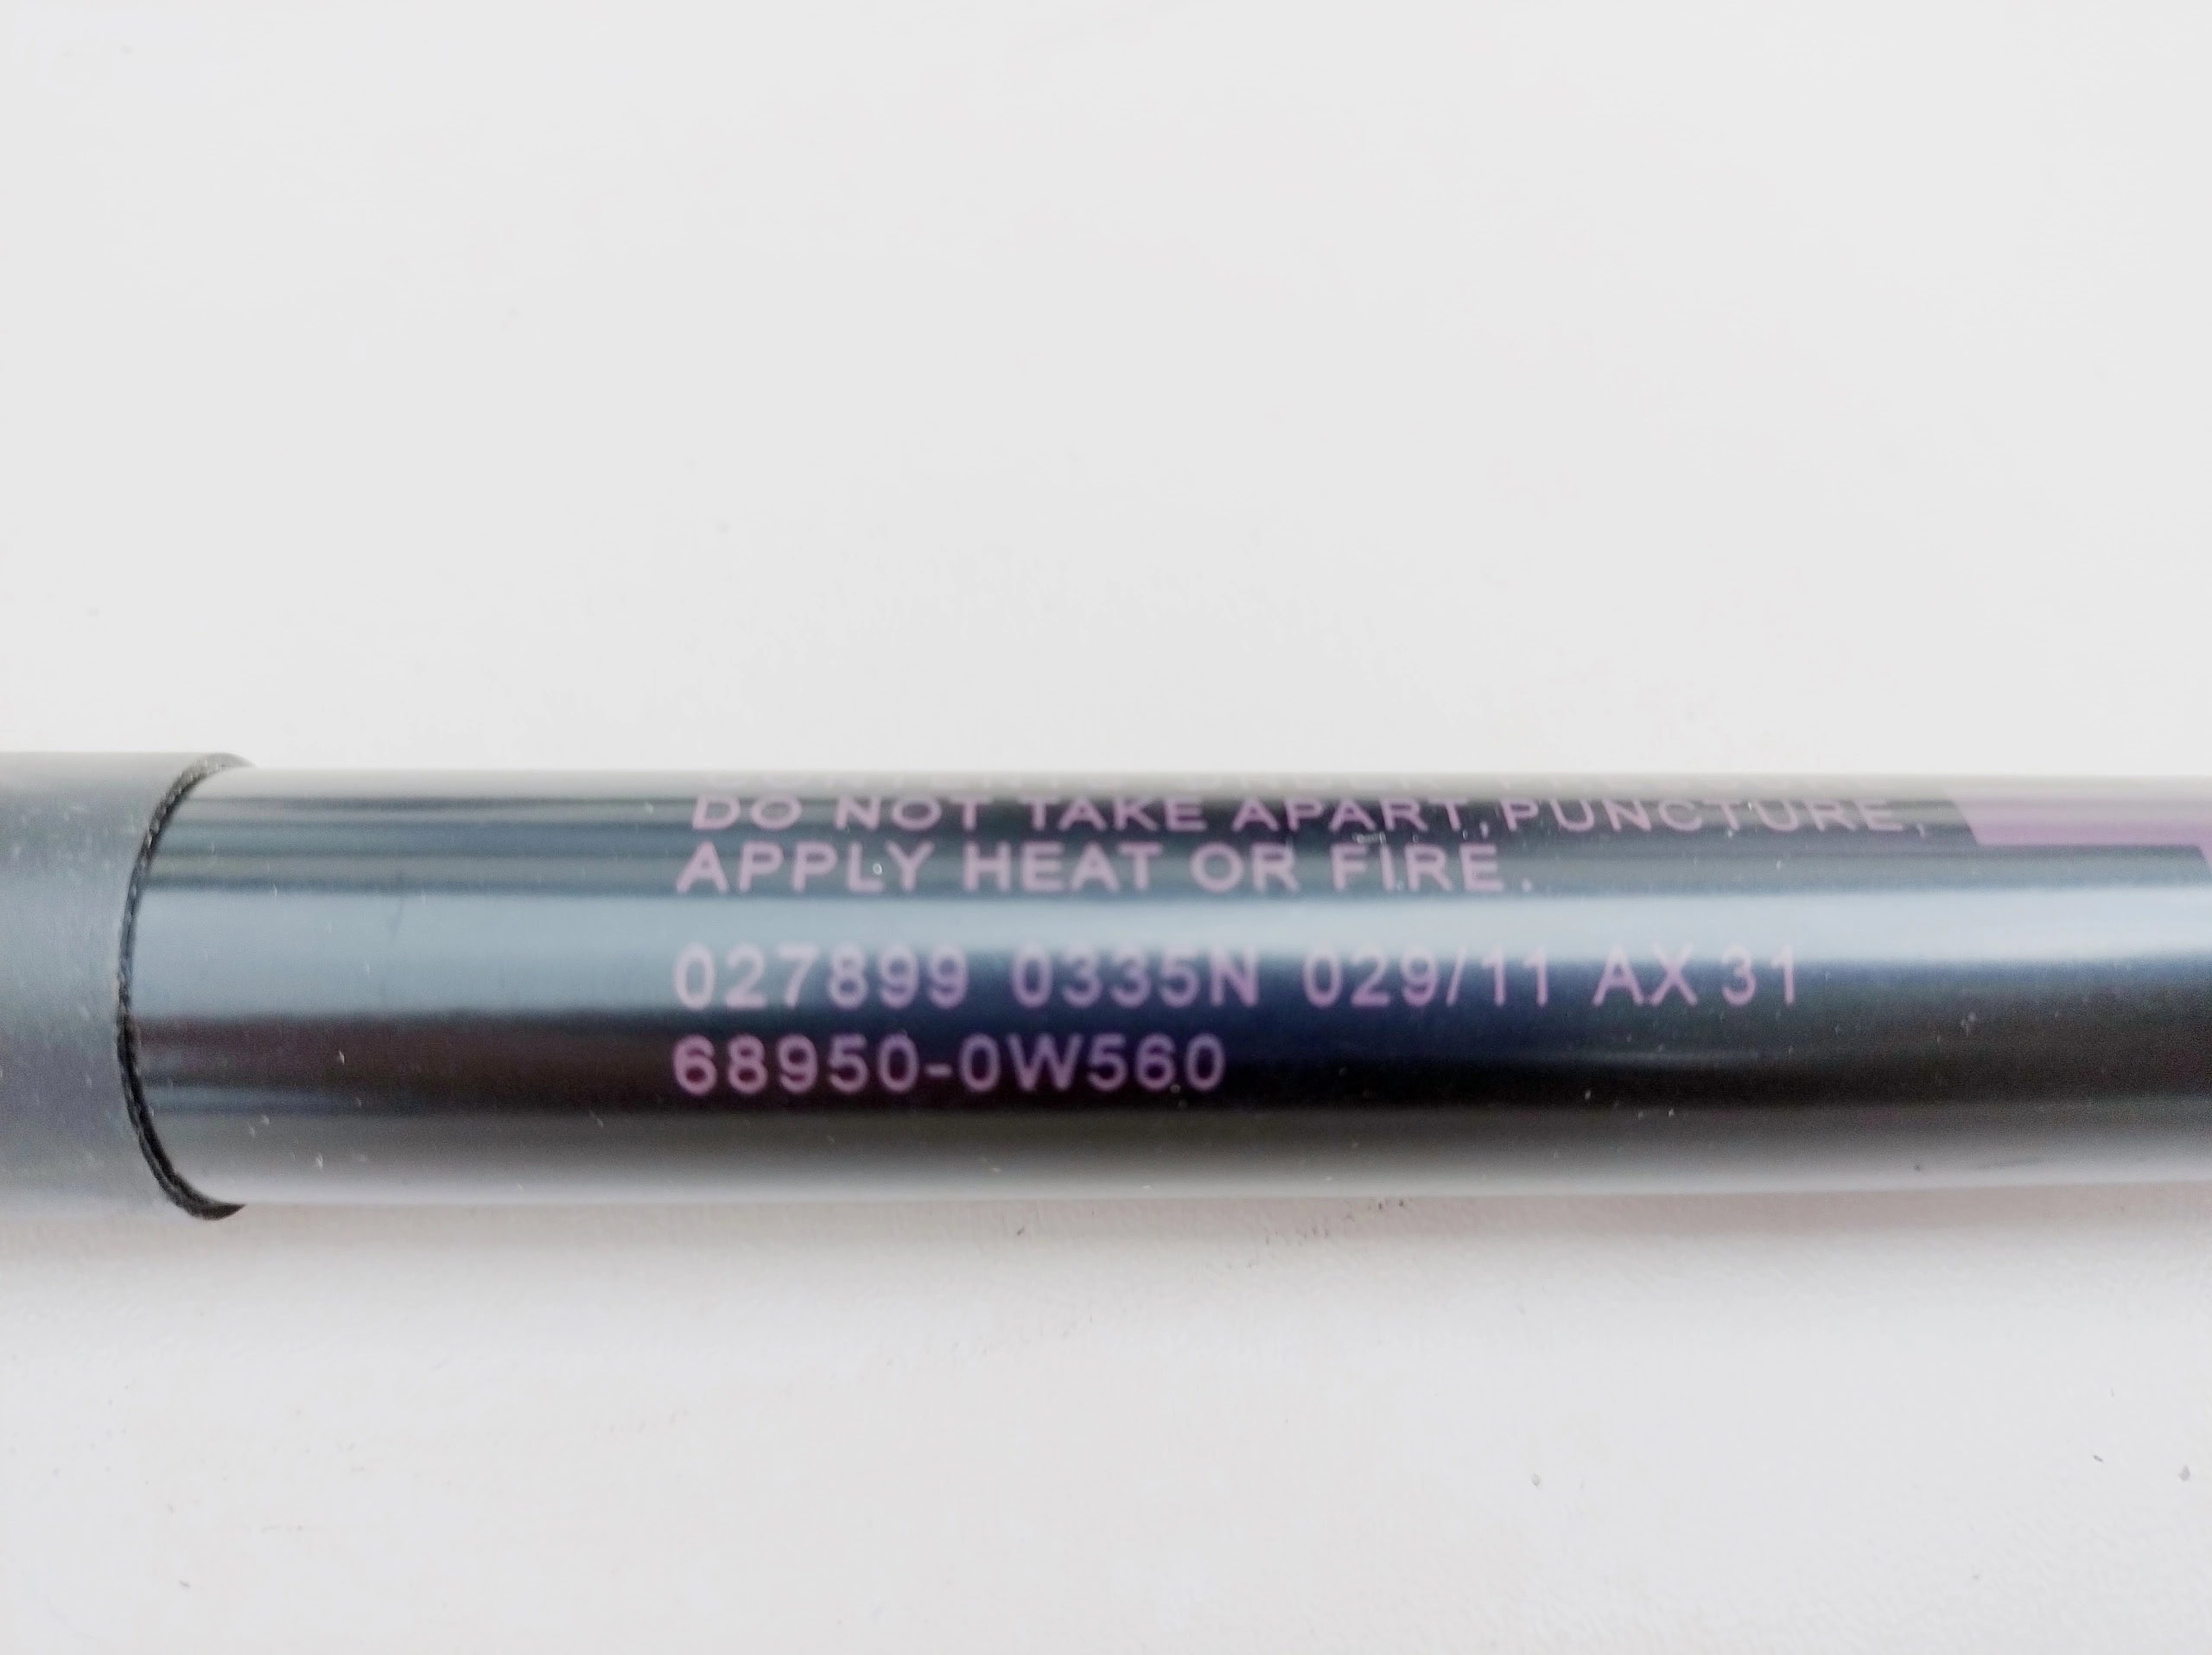 DO NOT TAKE APART, PUNCTURE,
APPLY HEAT OR FIRE.
027899 0335N 029/11 AX 31
68950-0W560